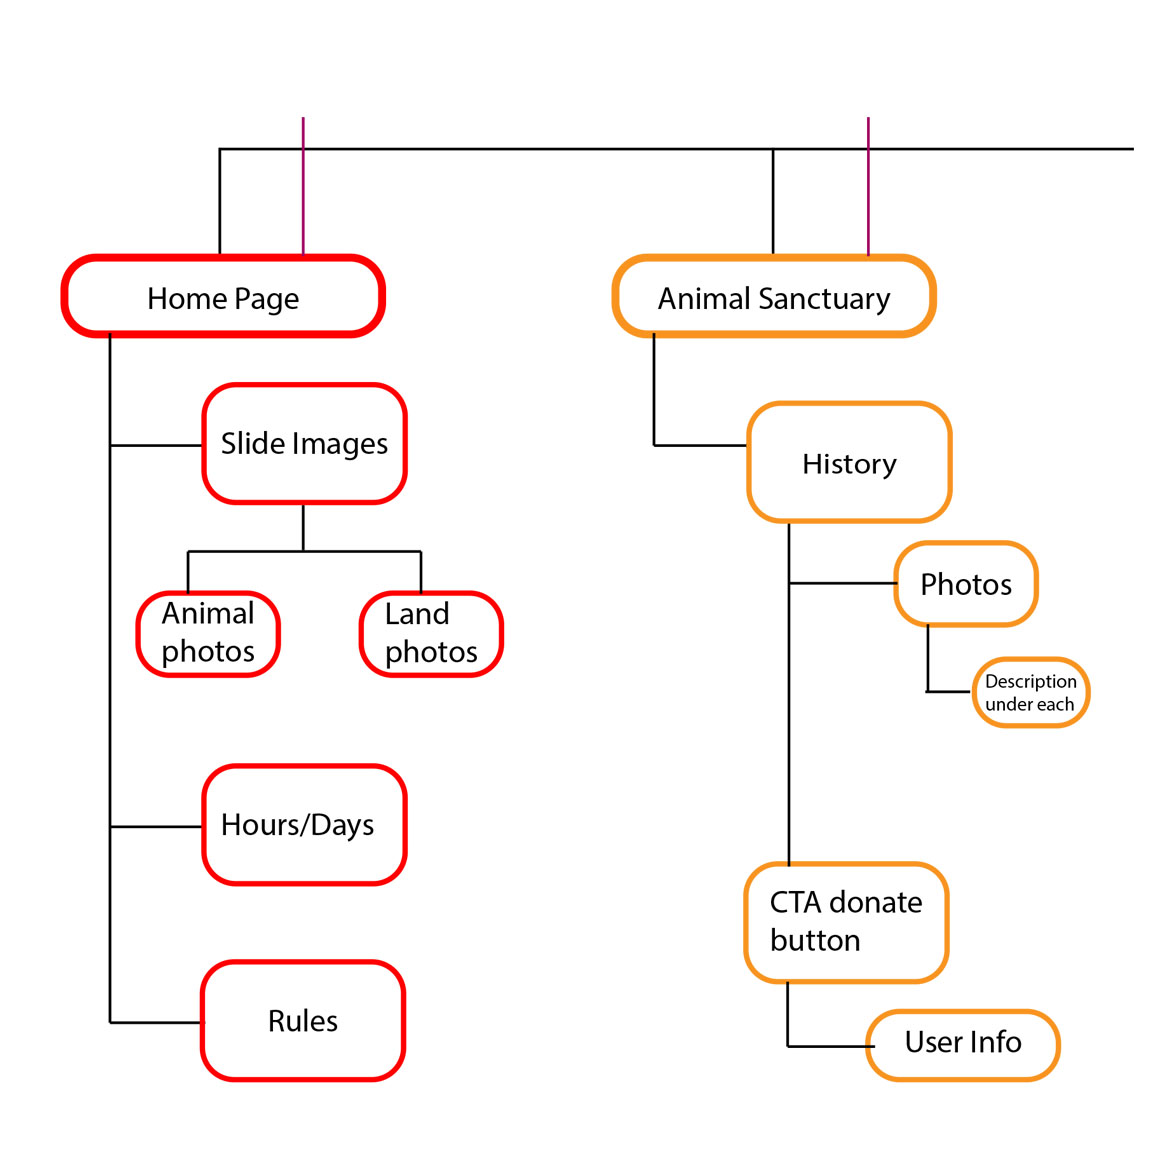 Home Page
Animal Sanctuary
Slide Images
History
Photos
Animal
photos
Land
photos
Description
under each
Hours/Days
CTA donate
button
Rules
User Info